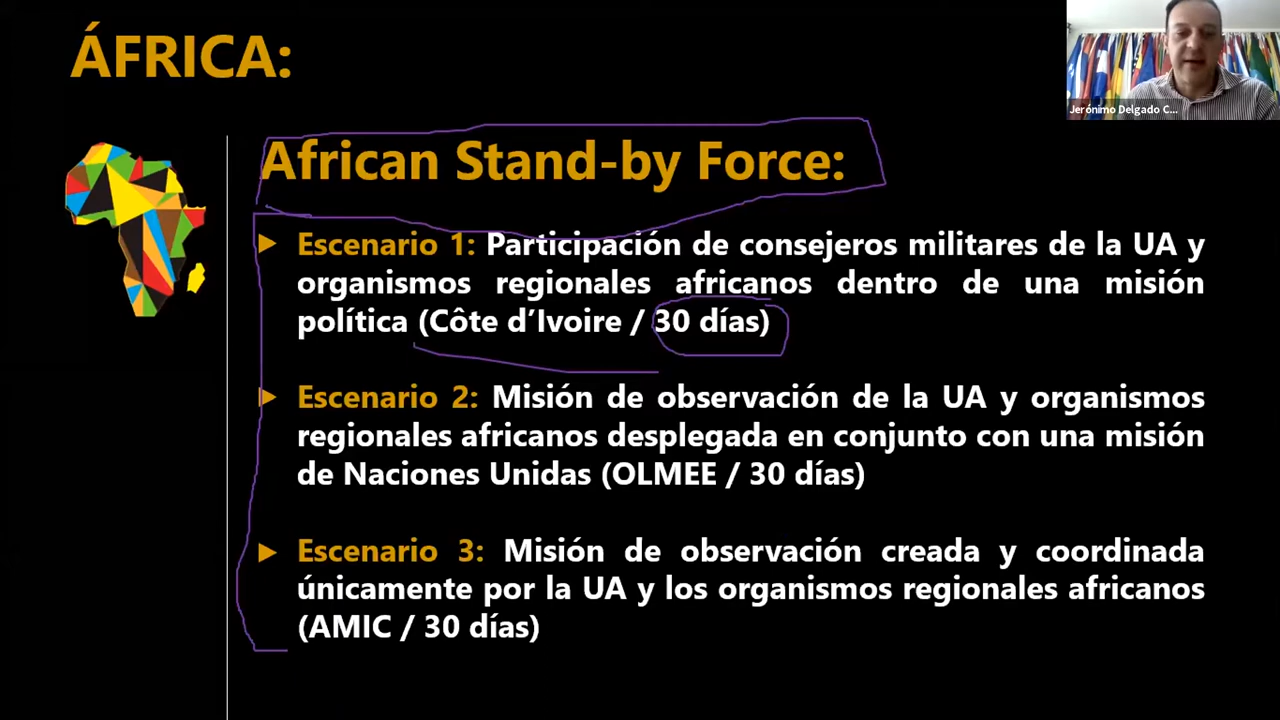 ÁFRICA:
Jerónimo Delgado C...
African Stand-by Force:
Escenario 1: Participación de consejeros militares de la UA y
organismos regionales africanos dentro de una misión
política (Côte d’Ivoire / 30 días)
Escenario 2: Misión de observación de la UA y organismos
regionales africanos desplegada en conjunto con una misión
de Naciones Unidas (OLMEE / 30 días)
Escenario 3: Misión de observación creada y coordinada
únicamente por la UA y los organismos regionales africanos
(AMIC / 30 días)